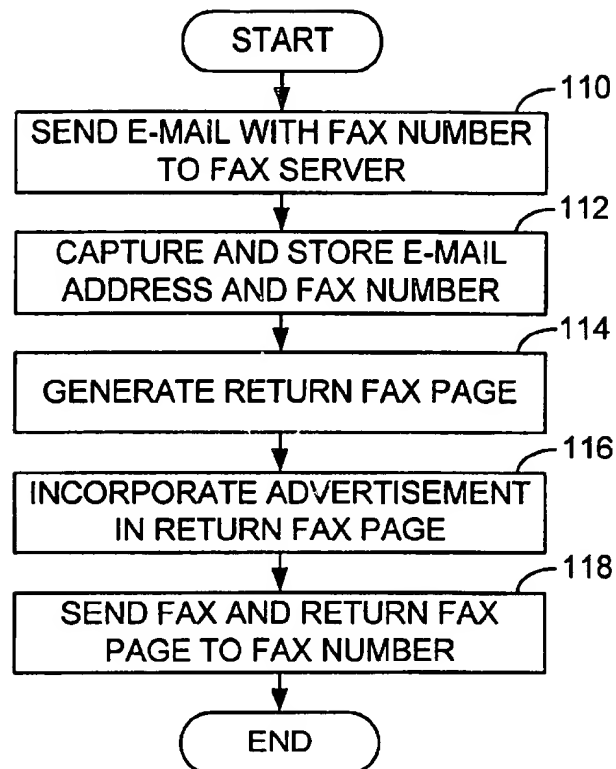 START
110
SEND E-MAIL WITH FAX NUMBER
TO FAX SERVER
112
CAPTURE AND STORE E-MAIL
ADDRESS AND FAX NUMBER
114
GENERATE RETURN FAX PAGE
116
INCORPORATE ADVERTISEMENT
IN RETURN FAX PAGE
118
SEND FAX AND RETURN FAX
PAGE TO FAX NUMBER
END